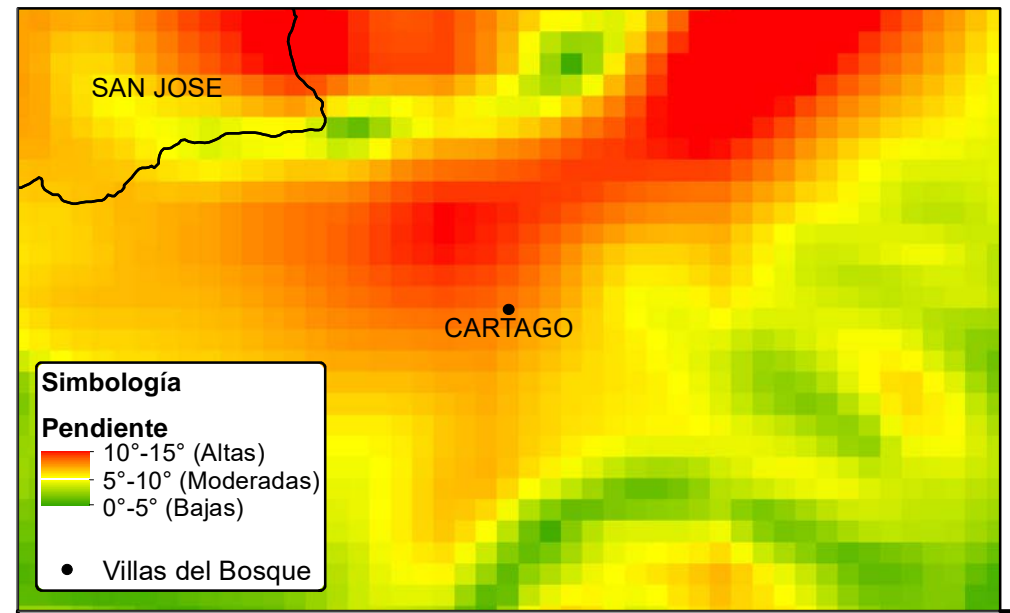 SAN JOSE
CARTAGO
Simbología
Pendiente
10°-15° (Altas)
5°-10° (Moderadas)
0°-5° (Bajas)
Villas del Bosque